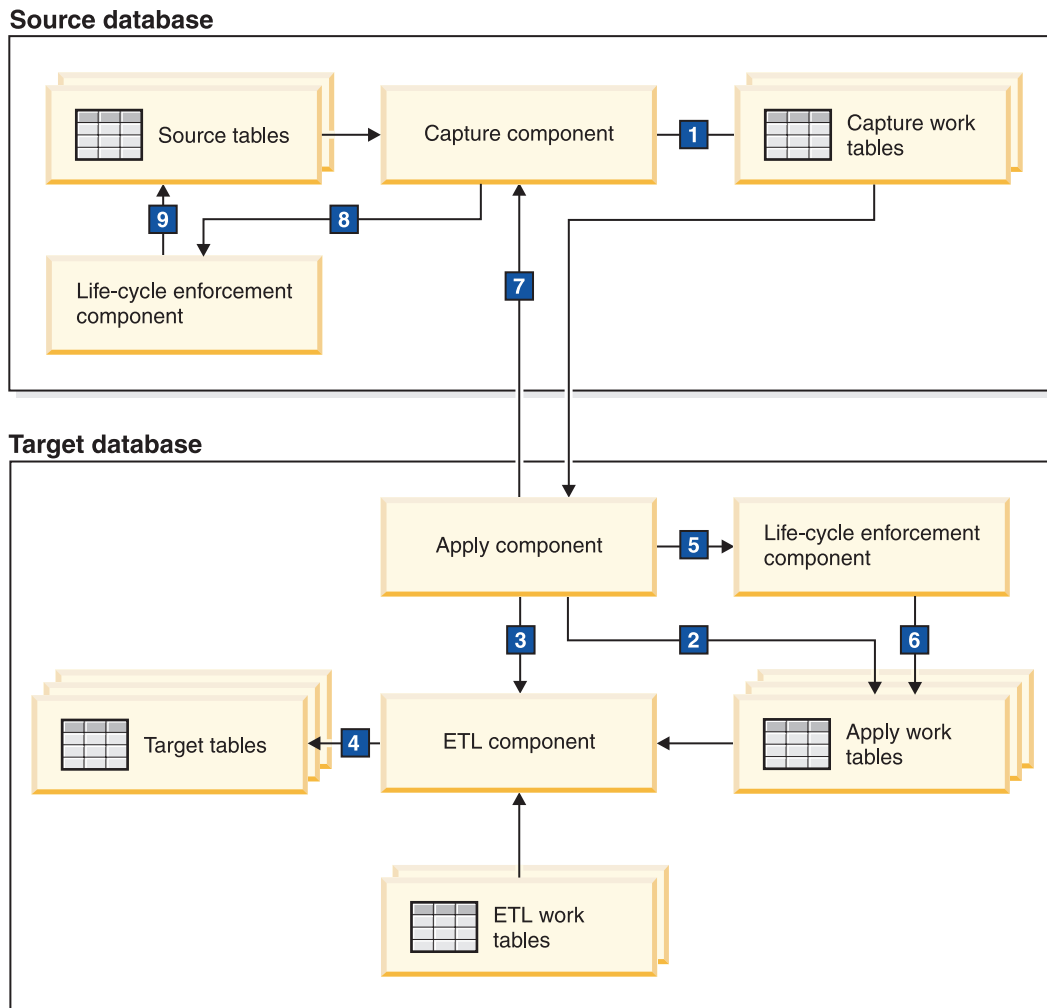 Source database
Source tables
Capture component
1
Capture work
tables
9
8
7
Life-cycle enforcement
component
Target database
Apply component
5
Life-cycle enforcement
component
3
2
6
Target tables
4
ETL component
Apply work
tables
ETL work
tables